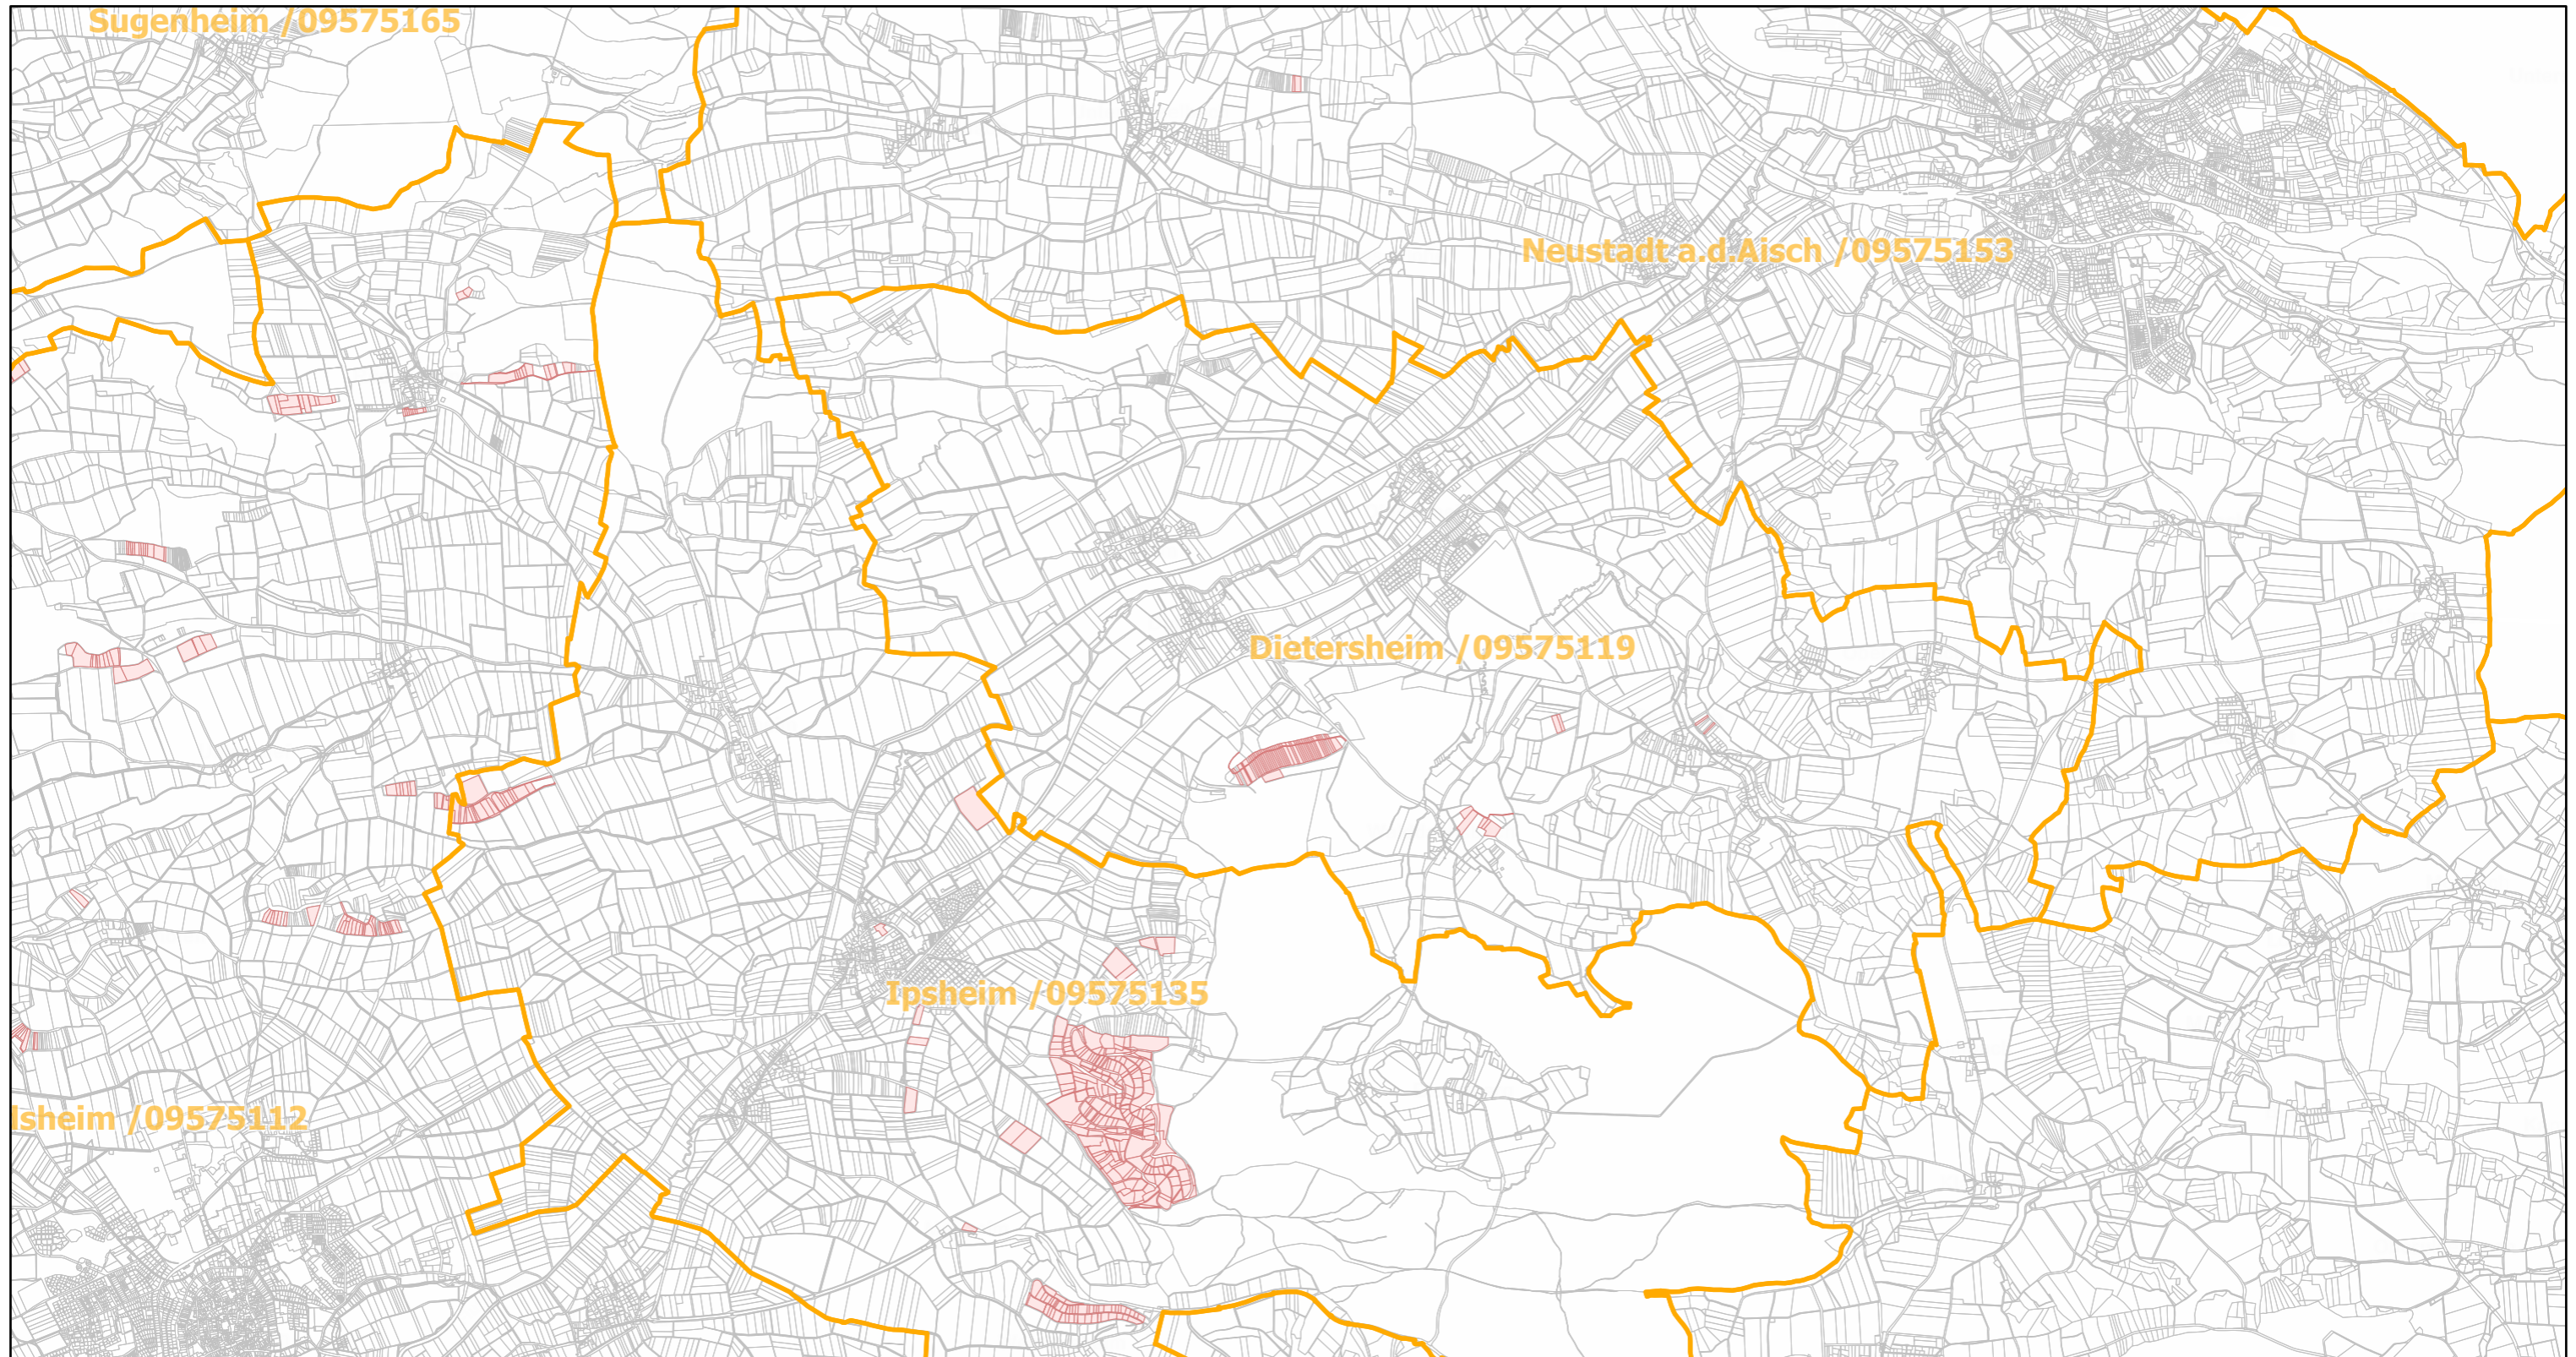 Sugenheim /09575165
Neustadt a.d.Aisch /09575153
Dietersheim /09575119
Ipsheim /09575135
lsheim /09575112